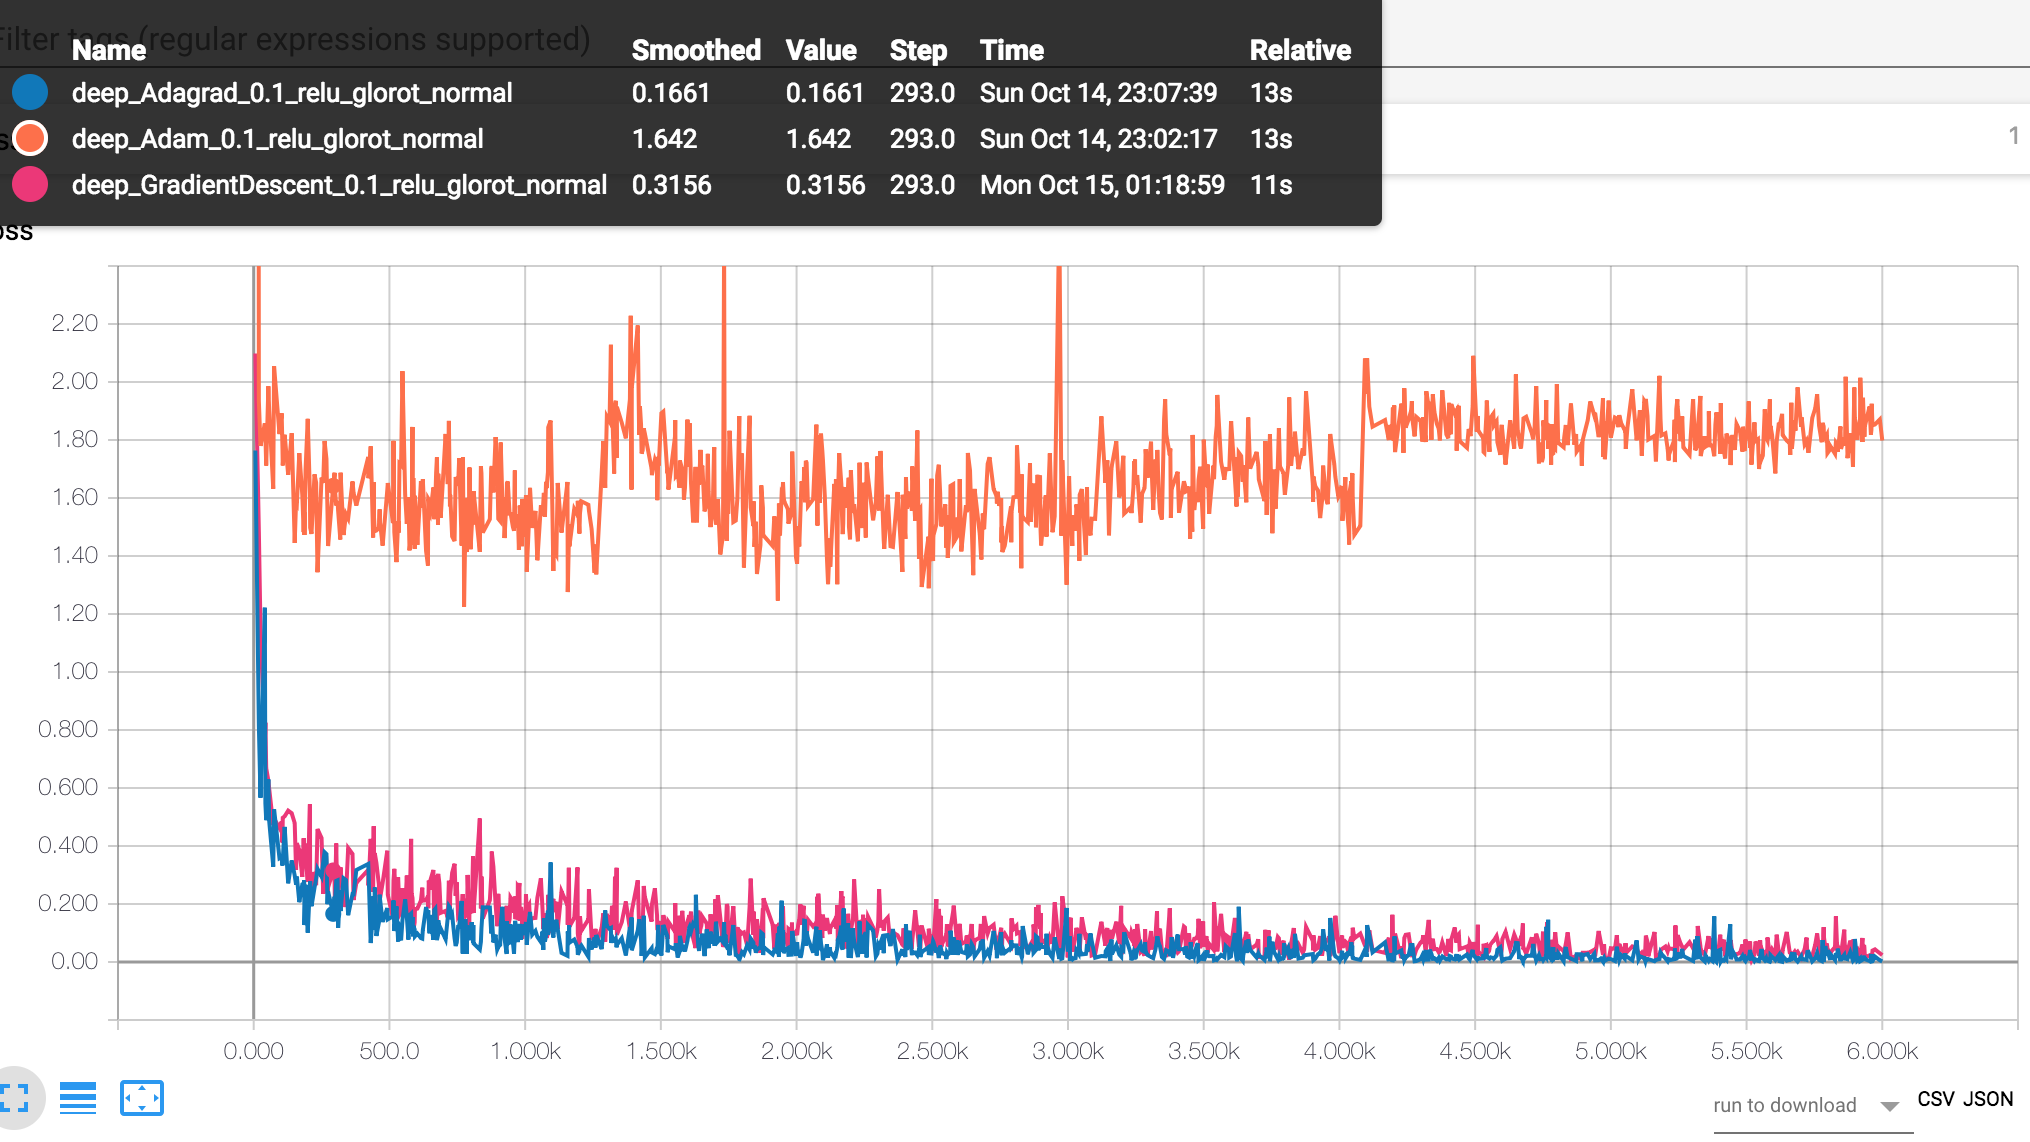 Filter tags (regular expressions supported)
Name Smoothed Value Step Time Relative
deep_Adagrad_0.1_relu_glorot_normal 0.1661 0.1661 293.0 Sun Oct 14, 23:07:39 13s
deep_Adam_0.1_relu_glorot_normal 1.642 1.642 293.0 Sun Oct 14, 23:02:17 13s
1
deep_GradientDescent_0.1_relu_glorot_normal 0.3156 0.3156 293.0 Mon Oct 15, 01:18:59 11s
oss
2.20
2.00
1.80
1.60
1.40
1.20
1.00
0.800
0.600
0.400
0.200
0.00
0.000 500.0 1.000k 1.500k 2.000k 2.500k 3.000k 3.500k 4.000k 4.500k 5.000k 5.500k 6.000k
run to download CSV JSON